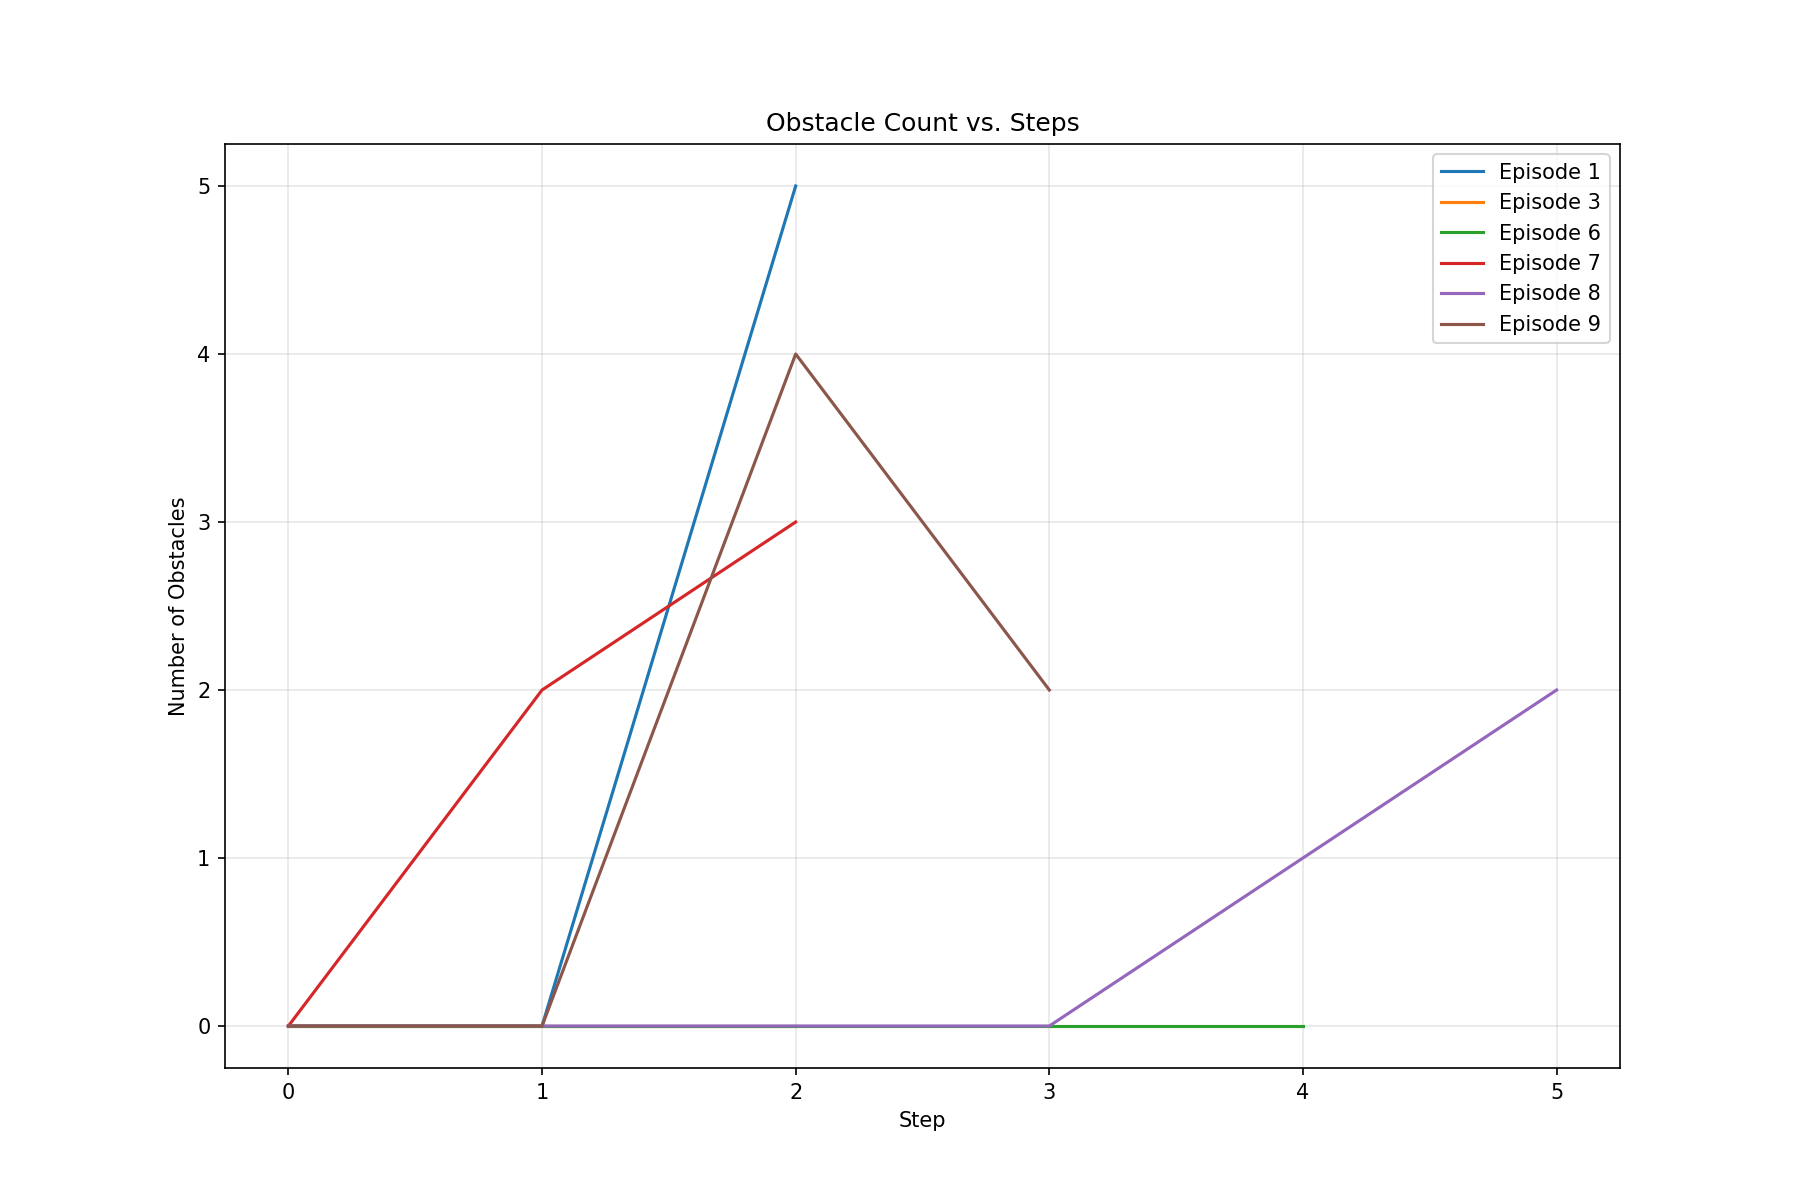 Obstacle Count vs. Steps
Number of Obstacles
5
4
3
2
1
0
0 1 2 3 4 5
Step
Episode 1
Episode 3
Episode 6
Episode 7
Episode 8
Episode 9